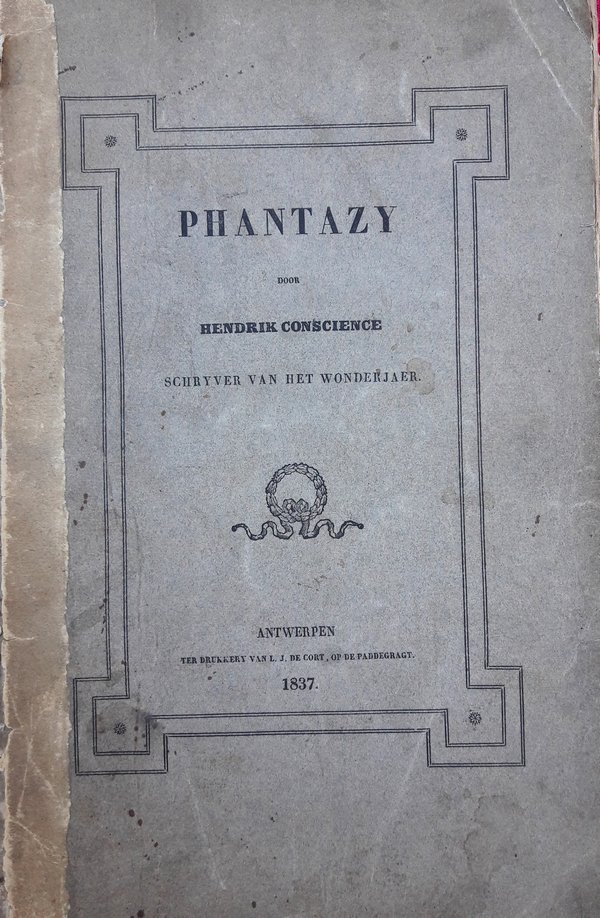 PHANTAZY
DOOR
HENDRIK CONSCIENCE
SCHRYVER VAN HET WONDERJAER.
ANTWERPEN
TER DRUKKERY VAN L. J. DE CORT, OP DE PADDEGRAGT.
1837.